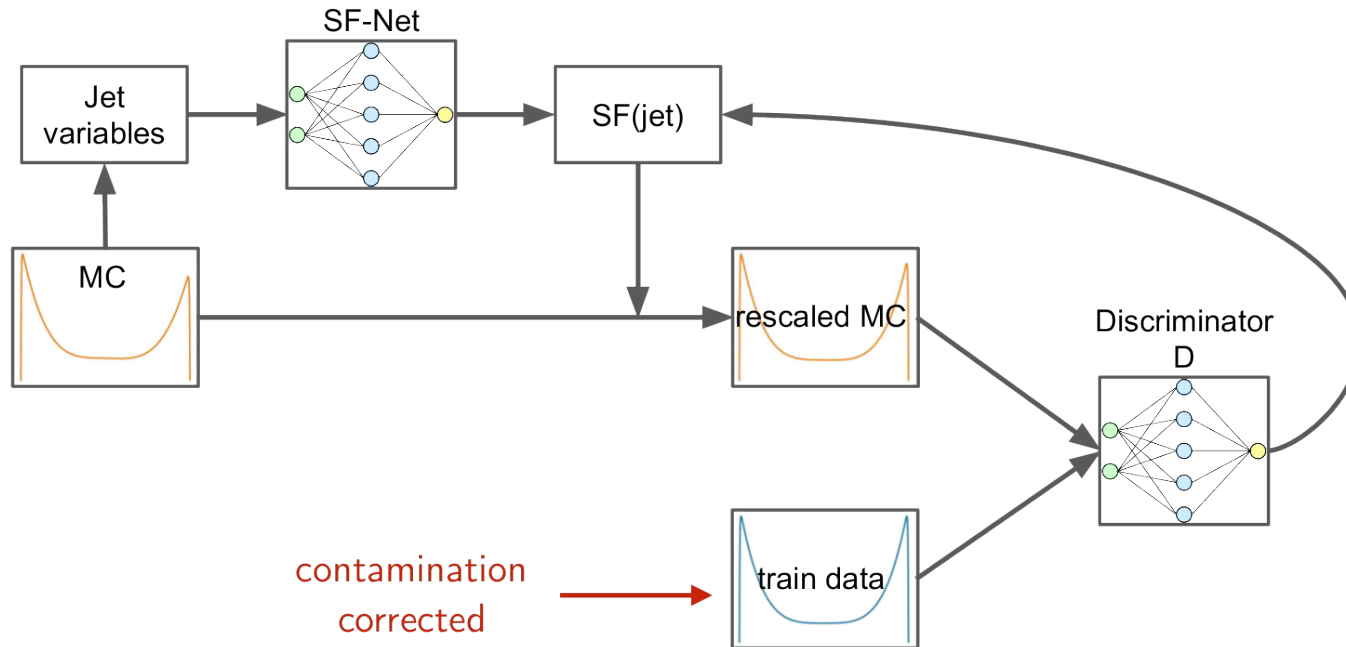 SF-Net
Jet
variables
SF(jet)
MC
rescaled MC
Discriminator
D
contamination
corrected
train data